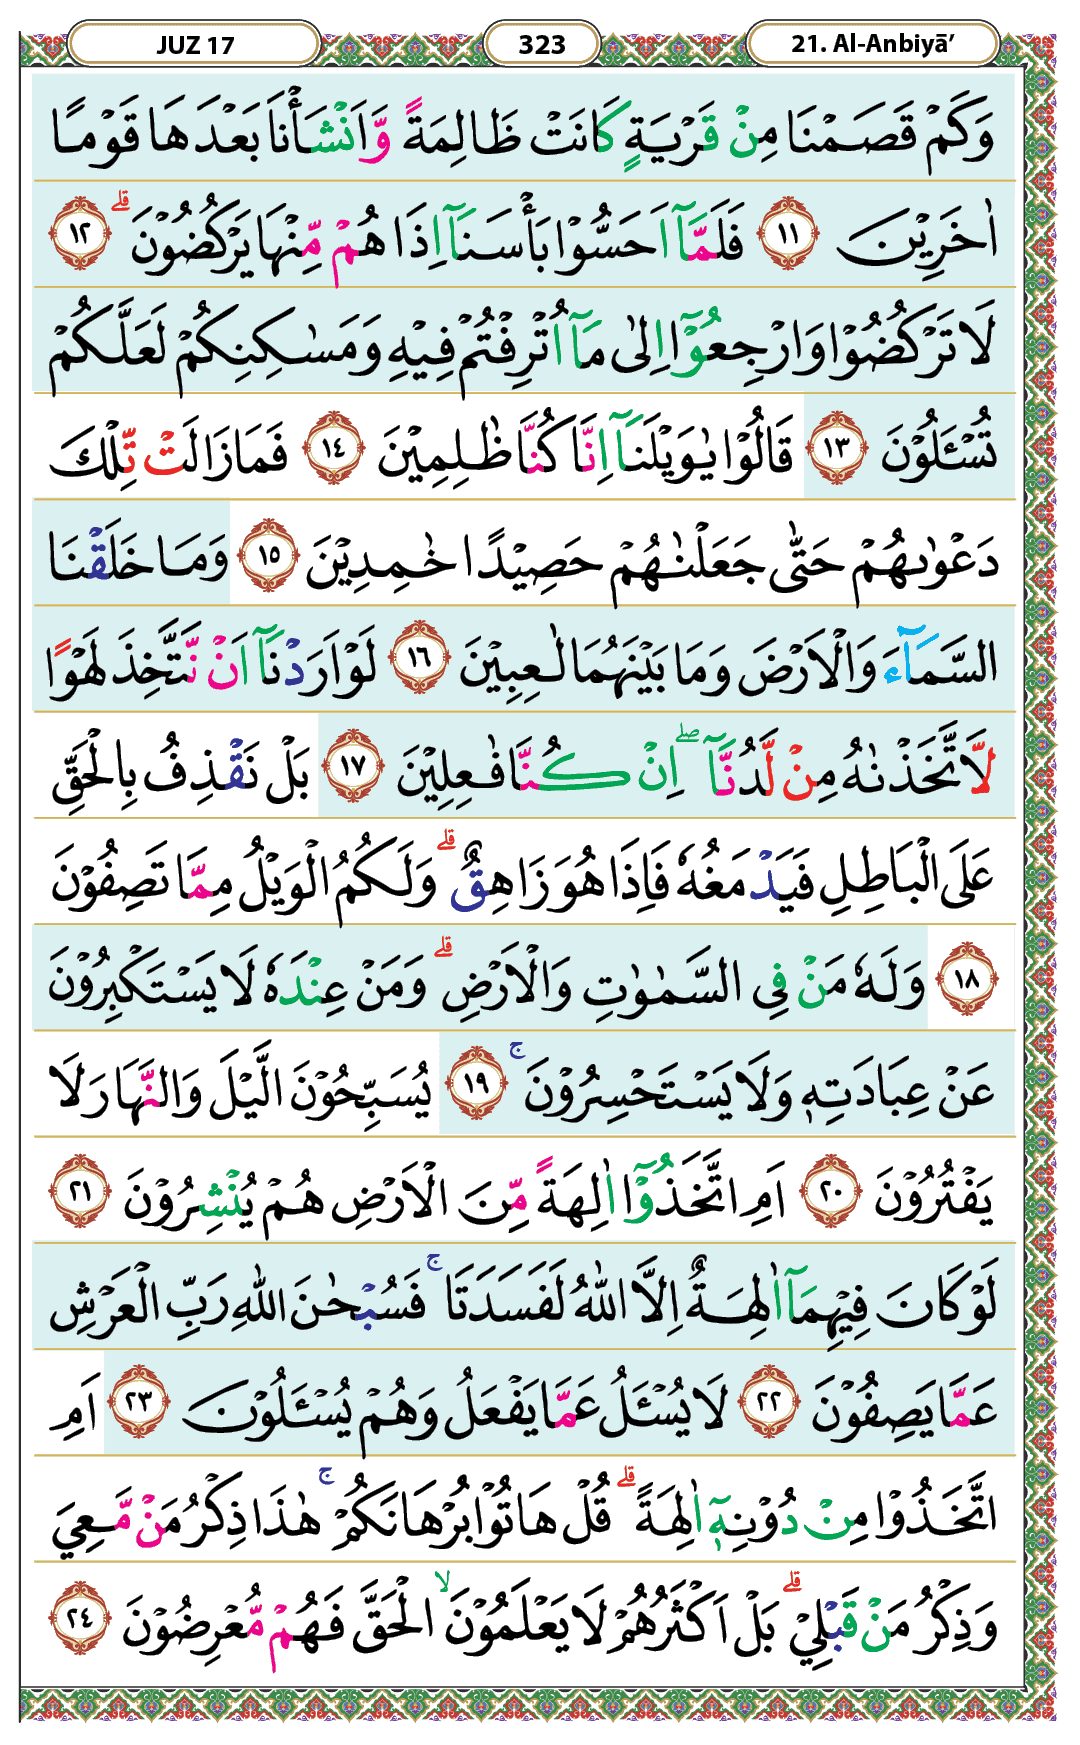 JUZ 17
323
21. Al-Anbiyā’
وَكَمْ قَصَمْنَا مِنْ قَرْيَةٍ كَانَتْ ظَالِمَةً وَّاَنْشَأْنَا بَعْدَهَا قَوْمًا
اٰخَرِيْنَ ١١ فَلَمَّآ اَحَسُّوْا بَأْسَنَآ اِذَا هُمْ مِّنْهَا يَرْكُضُوْنَ ۗ ١٢
لَا تَرْكُضُوْا وَارْجِعُوْٓا اِلٰى مَآ اُتْرِفْتُمْ فِيْهِ وَمَسٰكِنِكُمْ لَعَلَّكُمْ
تُسْـَٔلُوْنَ ١٣ قَالُوْا يٰوَيْلَنَآ اِنَّا كُنَّا ظٰلِمِيْنَ ١٤ فَمَا زَالَتْ تِّلْكَ
دَعْوٰىهُمْ حَتّٰى جَعَلْنٰهُمْ حَصِيْدًا خٰمِدِيْنَ ١٥ وَمَا خَلَقْنَا
السَّمَاۤءَ وَالْاَرْضَ وَمَا بَيْنَهُمَا لٰعِبِيْنَ ١٦ لَوْ اَرَدْنَآ اَنْ نَّتَّخِذَ لَهْوًا
لَّاتَّخَذْنٰهُ مِنْ لَّدُنَّآ ۖ اِنْ كُنَّا فٰعِلِيْنَ ١٧ بَلْ نَقْذِفُ بِالْحَقِّ
عَلَى الْبَاطِلِ فَيَدْمَغُهٗ فَاِذَا هُوَ زَاهِقٌ ۗ وَلَكُمُ الْوَيْلُ مِمَّا تَصِفُوْنَ
١٨ وَلَهٗ مَنْ فِى السَّمٰوٰتِ وَالْاَرْضِ ۗ وَمَنْ عِنْدَهٗ لَا يَسْتَكْبِرُوْنَ
عَنْ عِبَادَتِهٖ وَلَا يَسْتَحْسِرُوْنَ ۚ ١٩ يُسَبِّحُوْنَ الَّيْلَ وَالنَّهَارَ لَا
يَفْتُرُوْنَ ٢٠ اَمِ اتَّخَذُوْٓا اٰلِهَةً مِّنَ الْاَرْضِ هُمْ يُنْشِرُوْنَ ٢١
لَوْ كَانَ فِيْهِمَآ اٰلِهَةٌ اِلَّا اللّٰهُ لَفَسَدَتَا ۚ فَسُبْحٰنَ اللّٰهِ رَبِّ الْعَرْشِ
عَمَّا يَصِفُوْنَ ٢٢ لَا يُسْـَٔلُ عَمَّا يَفْعَلُ وَهُمْ يُسْـَٔلُوْنَ ٢٣ اَمِ
اتَّخَذُوْا مِنْ دُوْنِهٖٓ اٰلِهَةً ۗ قُلْ هَاتُوْا بُرْهَانَكُمْ ۚ هٰذَا ذِكْرُ مَنْ مَّعِيَ
وَذِكْرُ مَنْ قَبْلِيْ ۗ بَلْ اَكْثَرُهُمْ لَا يَعْلَمُوْنَ ۙ الْحَقَّ فَهُمْ مُّعْرِضُوْنَ ٢٤